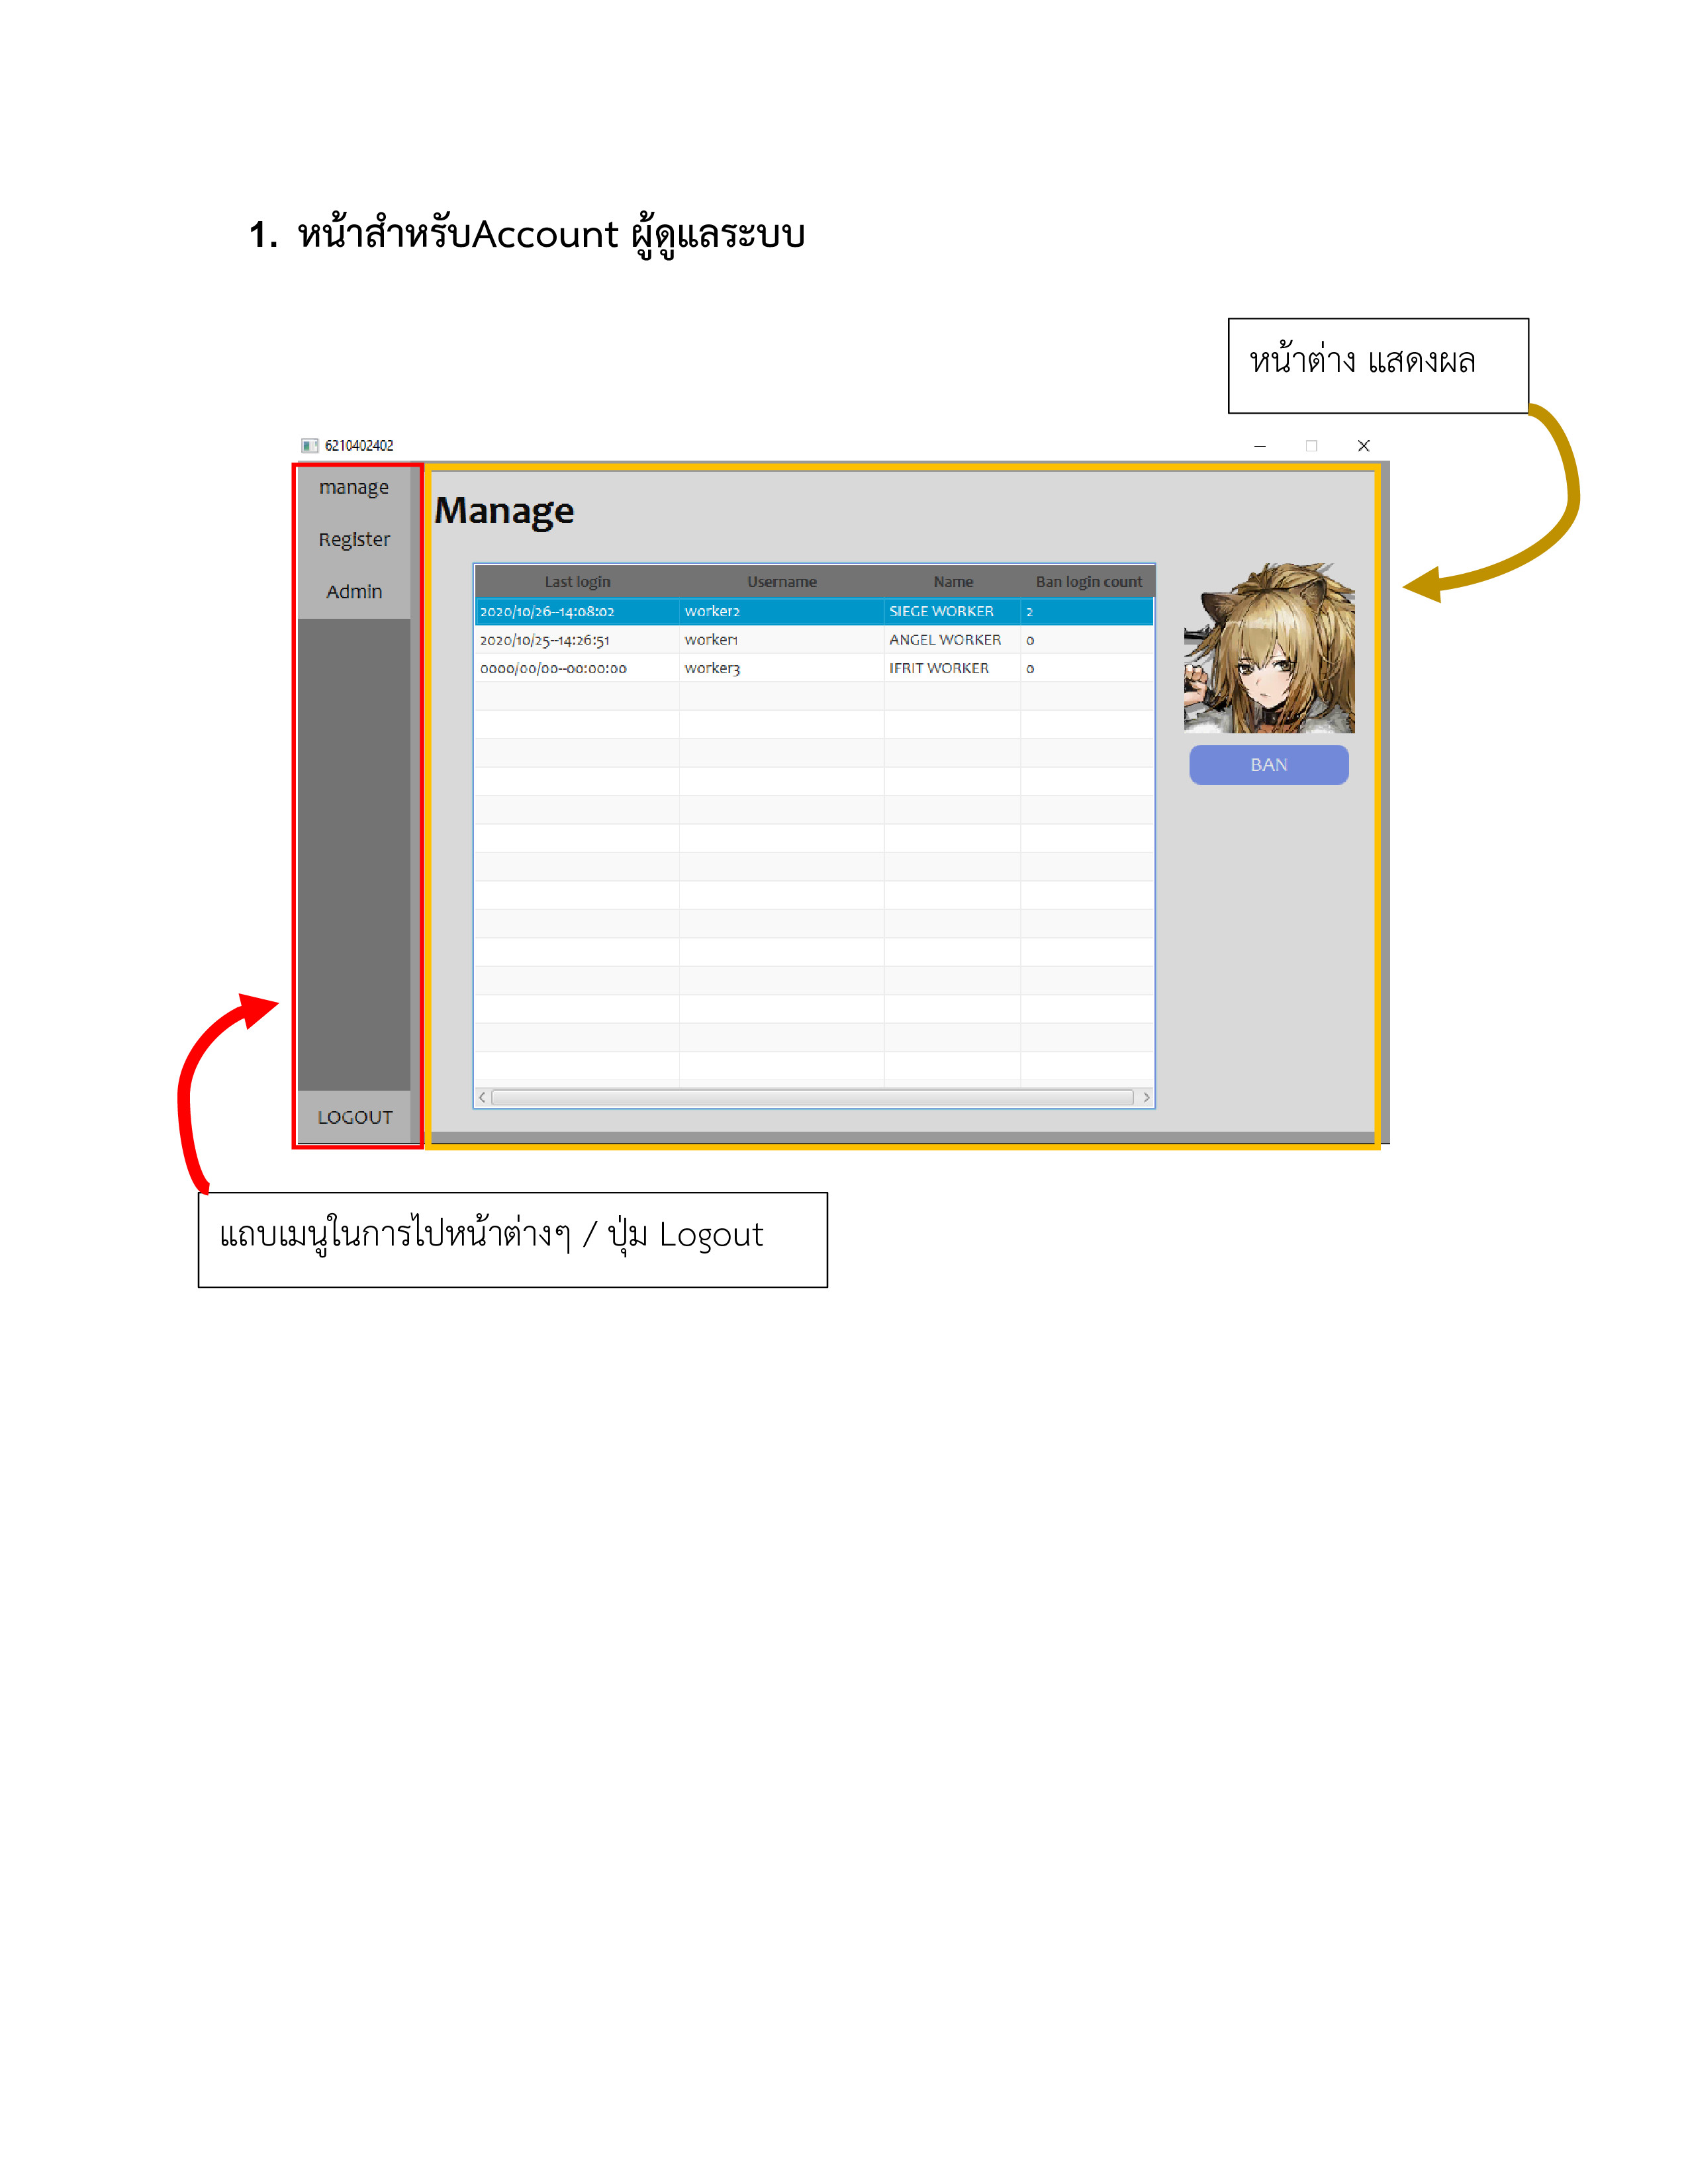 1. หน้าสำหรับAccount ผู้ดูแลระบบ
หน้าต่าง แสดงผล
6210402402
manage
Register
Admin
LOGOUT
Manage
Last login Username Name Ban login count
2020/10/26--14:08:02 worker2 SIEGE WORKER 2
2020/10/25--14:26:51 worker1 ANGEL WORKER 0
0000/00/00--00:00:00 worker3 IFRIT WORKER 0
BAN
แถบเมนูในการไปหน้าต่างๆ / ปุ่ม Logout